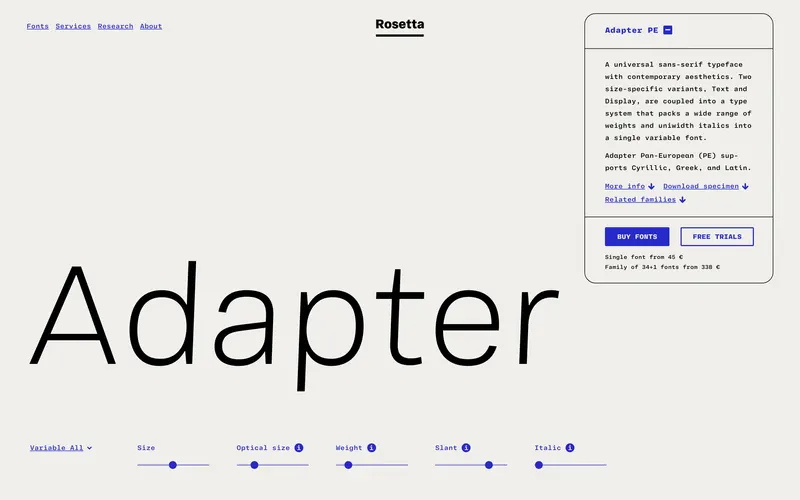 Fonts Services Research About
Rosetta
Adapter PE
A universal sans-serif typeface
with contemporary aesthetics. Two
size-specific variants, Text and
Display, are coupled into a type
system that packs a wide range of
weights and uniwidth italics into
a single variable font.
Adapter Pan-European (PE) sup-
ports Cyrillic, Greek, and Latin.
More info ↓ Download specimen ↓
Related families ↓
BUY FONTS FREE TRIALS
Single font from 45 €
Family of 34+1 fonts from 338 €
Adapter
Variable All Size Optical size i Weight i Slant i Italic i